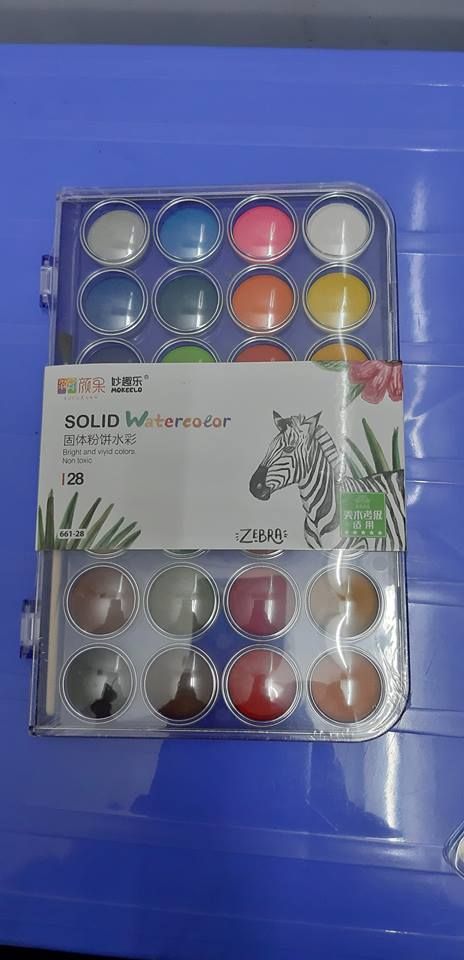 颜果 妙趣乐®
MOKEELO
SOLID Watercolor
固体粉饼水彩
Bright and vivid colors.
Non toxic
28
661-28
ZEBRA
美术考级
适用